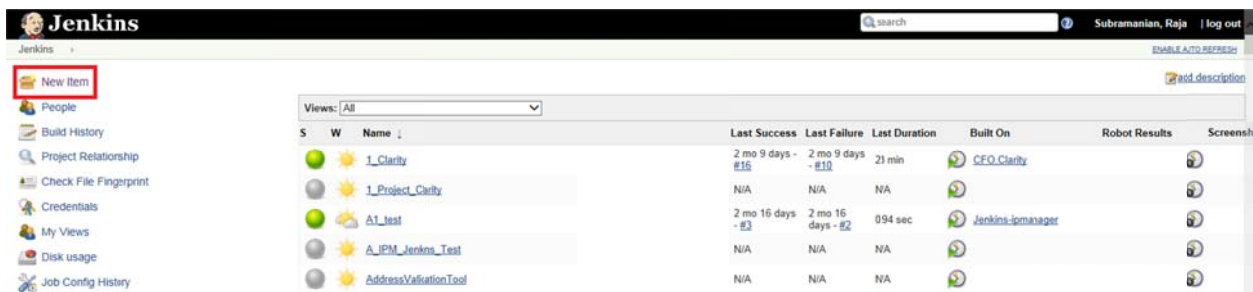 Jenkins
search
Subramanian, Raja | log out
Jenkins
ENABLE AUTO REFRESH
New Item
add description
People
Views: All
Build History
S W Name ↓ Last Success Last Failure Last Duration Built On Robot Results Screensh
Project Relationship
1_Clarity 2 mo 9 days - #16 2 mo 9 days - #10 21 min CFO.Clarity
Check File Fingerprint
1_Project_Clarity N/A N/A N/A
Credentials
A1_test 2 mo 16 days - #3 2 mo 16 days - #2 094 sec Jenkins-ipmanager
My Views
Disk usage
A_IPM_Jenkns_Test N/A N/A N/A
Job Config History
AddressValkationTool N/A N/A N/A